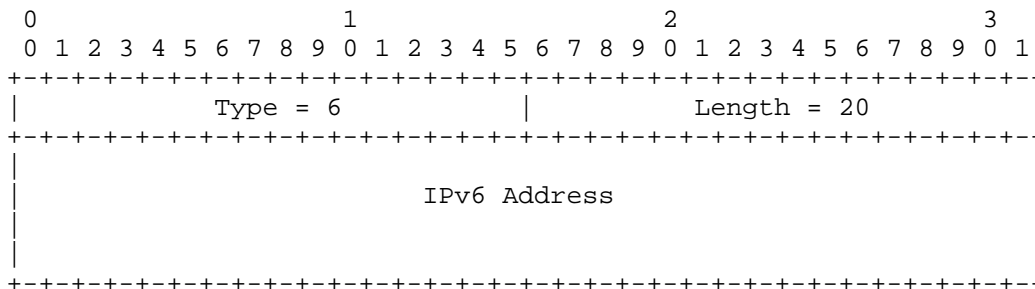 0                   1                   2                   3
 0 1 2 3 4 5 6 7 8 9 0 1 2 3 4 5 6 7 8 9 0 1 2 3 4 5 6 7 8 9 0 1
+-+-+-+-+-+-+-+-+-+-+-+-+-+-+-+-+-+-+-+-+-+-+-+-+-+-+-+-+-+-+-+-
|            Type = 6           |          Length = 20
+-+-+-+-+-+-+-+-+-+-+-+-+-+-+-+-+-+-+-+-+-+-+-+-+-+-+-+-+-+-+-+-
|
|                         IPv6 Address
|
|
+-+-+-+-+-+-+-+-+-+-+-+-+-+-+-+-+-+-+-+-+-+-+-+-+-+-+-+-+-+-+-+-